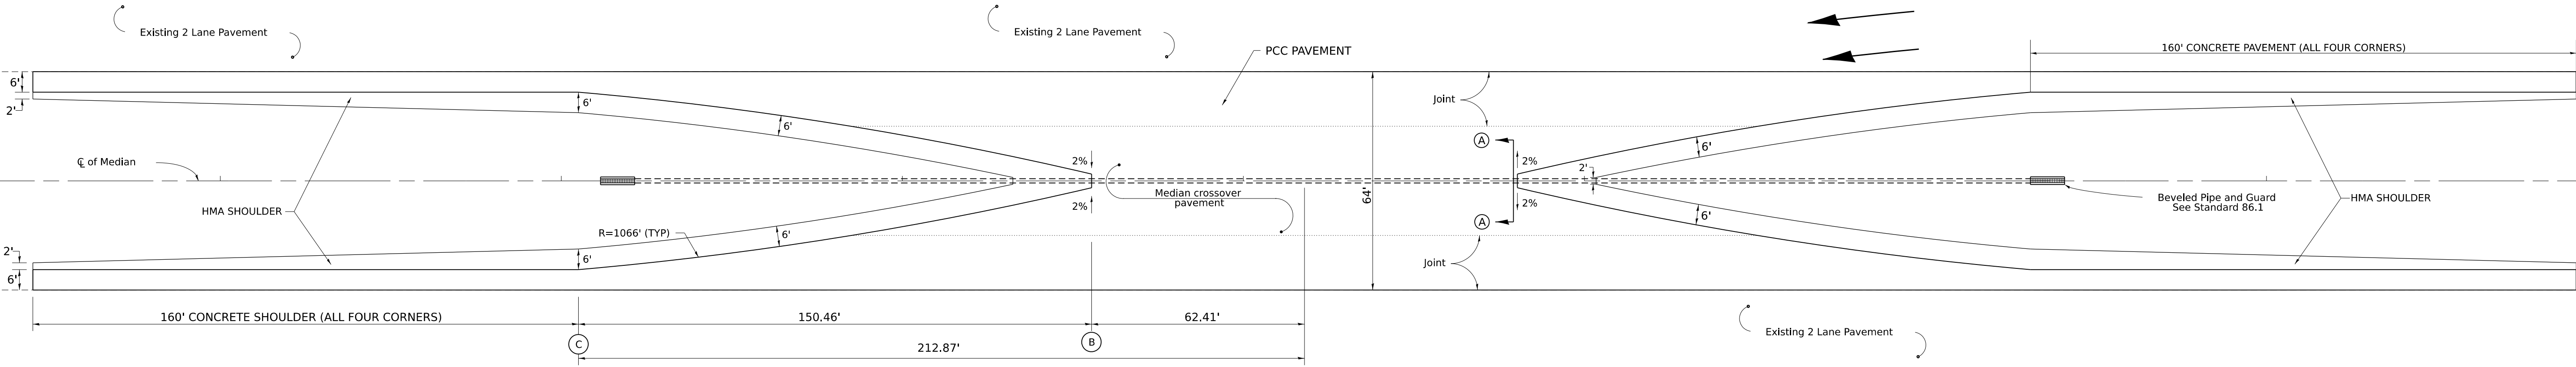 Existing 2 Lane Pavement
Existing 2 Lane Pavement
PCC PAVEMENT
160' CONCRETE PAVEMENT (ALL FOUR CORNERS)
6'
2'
6'
6'
Joint
A
℄ of Median
2%
2%
2'
6'
64'
Median crossover
pavement
Beveled Pipe and Guard
See Standard 86.1
HMA SHOULDER
HMA SHOULDER
2%
2%
A
6'
R=1066' (TYP)
6'
6'
2'
6'
Joint
160' CONCRETE SHOULDER (ALL FOUR CORNERS)
150.46'
62.41'
C
B
212.87'
Existing 2 Lane Pavement